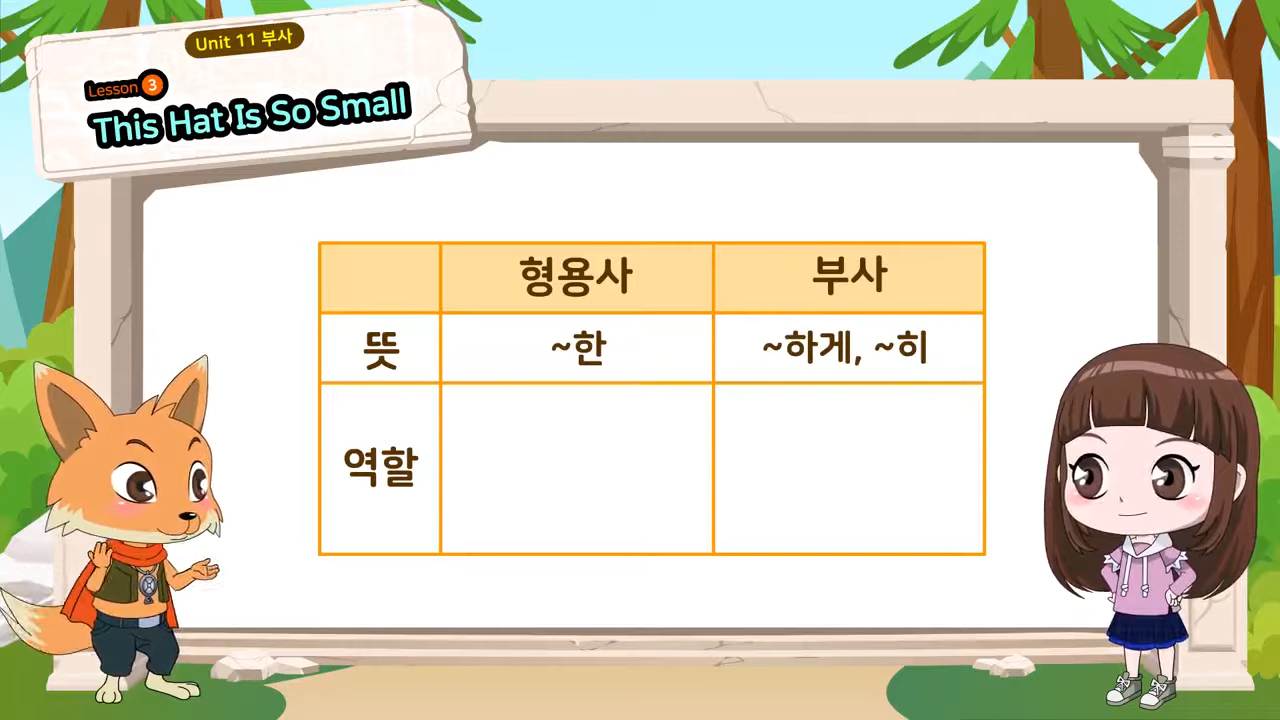 Unit 11 부사
Lesson 3
This Hat Is So Small
형용사 부사
뜻 ~한 ~하게, ~히
역할